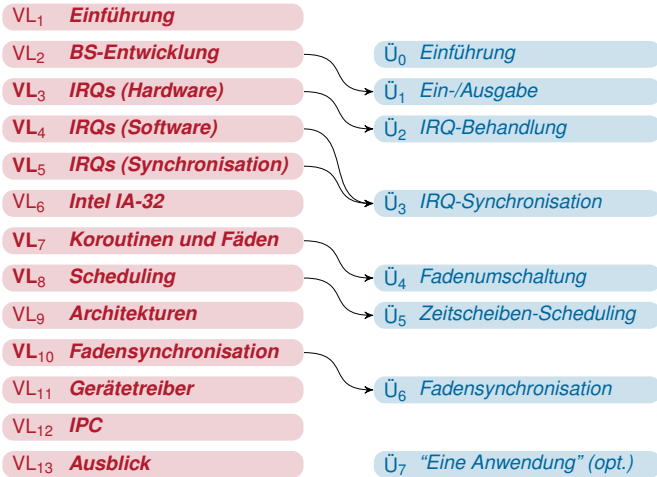 VL1 Einführung
VL2 BS-Entwicklung
Ü0 Einführung
VL3 IRQs (Hardware)
Ü1 Ein-/Ausgabe
VL4 IRQs (Software)
Ü2 IRQ-Behandlung
VL5 IRQs (Synchronisation)
VL6 Intel IA-32
Ü3 IRQ-Synchronisation
VL7 Koroutinen und Fäden
VL8 Scheduling
Ü4 Fadenumschaltung
VL9 Architekturen
Ü5 Zeitscheiben-Scheduling
VL10 Fadensynchronisation
VL11 Gerätetreiber
Ü6 Fadensynchronisation
VL12 IPC
VL13 Ausblick
Ü7 “Eine Anwendung” (opt.)